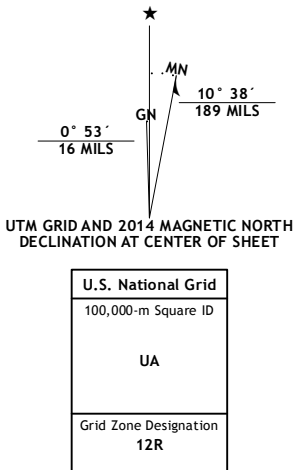 MN
GN
0° 53´
16 MILS
10° 38´
189 MILS
UTM GRID AND 2014 MAGNETIC NORTH
DECLINATION AT CENTER OF SHEET
U.S. National Grid
100,000-m Square ID
UA
Grid Zone Designation
12R